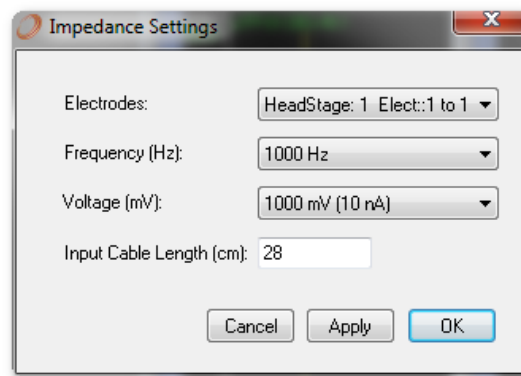 Impedance Settings
Electrodes: HeadStage: 1 Elect::1 to 1
Frequency (Hz): 1000 Hz
Voltage (mV): 1000 mV (10 nA)
Input Cable Length (cm): 28
Cancel Apply OK